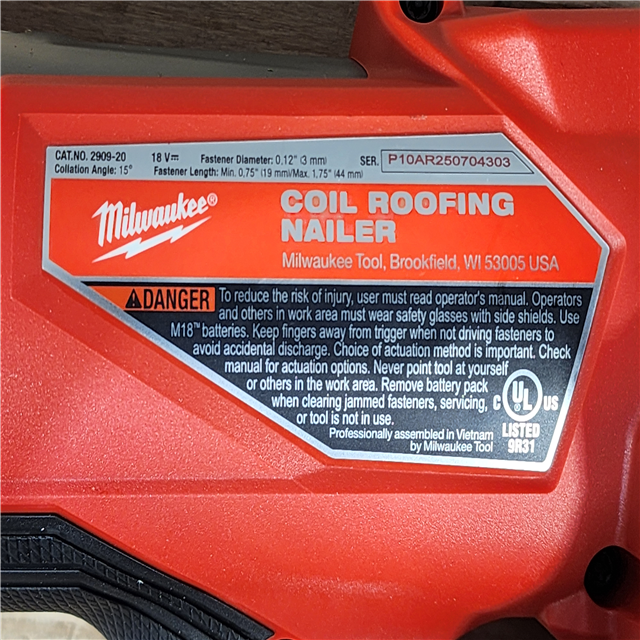 CAT.NO. 2909-20 18 V⎓ Fastener Diameter: 0.12" (3 mm) SER. P10AR250704303
Collation Angle: 15° Fastener Length: Min. 0.75" (19 mm)/Max. 1.75" (44 mm)
Milwaukee®
COIL ROOFING
NAILER
Milwaukee Tool, Brookfield, WI 53005 USA
DANGER To reduce the risk of injury, user must read operator's manual. Operators
and others in work area must wear safety glasses with side shields. Use
M18™ batteries. Keep fingers away from trigger when not driving fasteners to
avoid accidental discharge. Choice of actuation method is important. Check
manual for actuation options. Never point tool at yourself
or others in the work area. Remove battery pack
when clearing jammed fasteners, servicing,
or tool is not in use.
Professionally assembled in Vietnam
by Milwaukee Tool
C UL US
LISTED
9R31